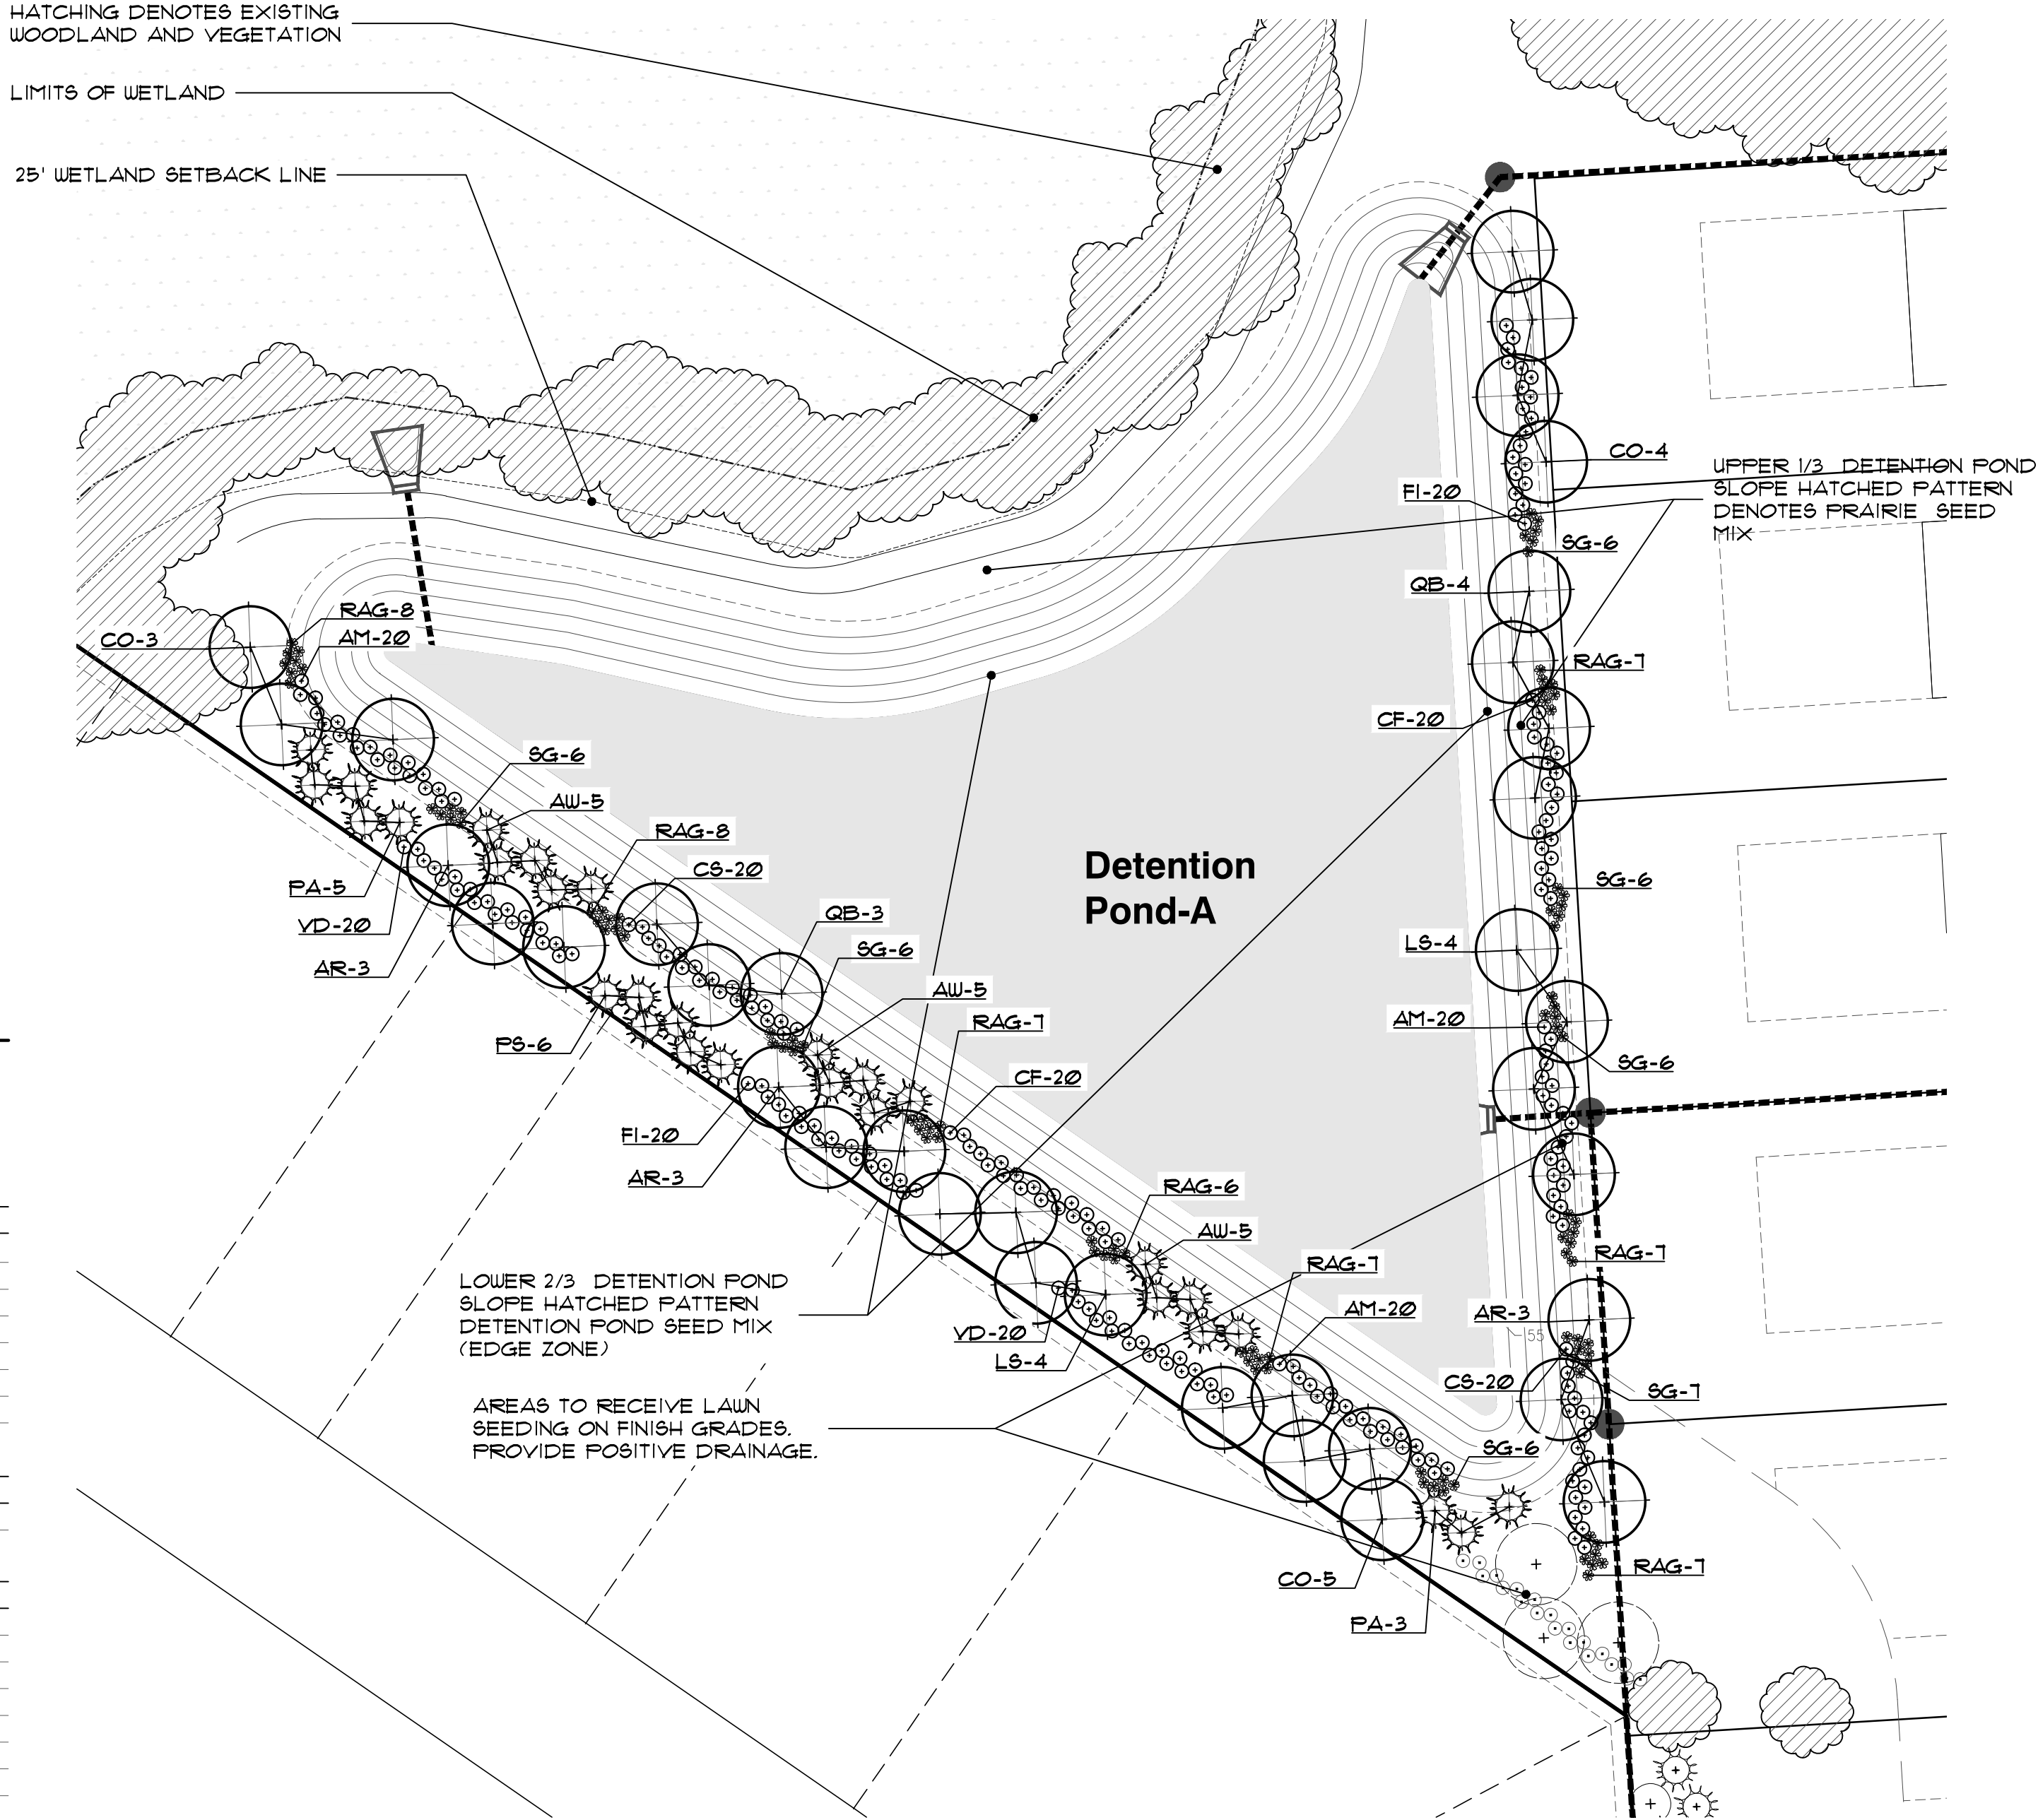 HATCHING DENOTES EXISTING
WOODLAND AND VEGETATION
LIMITS OF WETLAND
25' WETLAND SETBACK LINE
CO-4
UPPER 1/3 DETENTION POND
SLOPE HATCHED PATTERN
DENOTES PRAIRIE SEED
MIX
FI-20
SG-6
QB-4
RAG-8
CO-3
AM-20
RAG-7
CF-20
SG-6
AW-5
RAG-8
CS-20
Detention
Pond-A
PA-5
SG-6
VD-20
QB-3
SG-6
LS-4
AR-3
AW-5
AM-20
RAG-7
PS-6
SG-6
CF-20
FI-20
AR-3
RAG-6
AW-5
RAG-7
RAG-7
LOWER 2/3 DETENTION POND
SLOPE HATCHED PATTERN
DETENTION POND SEED MIX
(EDGE ZONE)
AM-20
AR-3
VD-20
155
LS-4
CS-20
SG-7
AREAS TO RECEIVE LAWN
SEEDING ON FINISH GRADES.
PROVIDE POSITIVE DRAINAGE.
SG-6
CO-5
RAG-7
PA-3